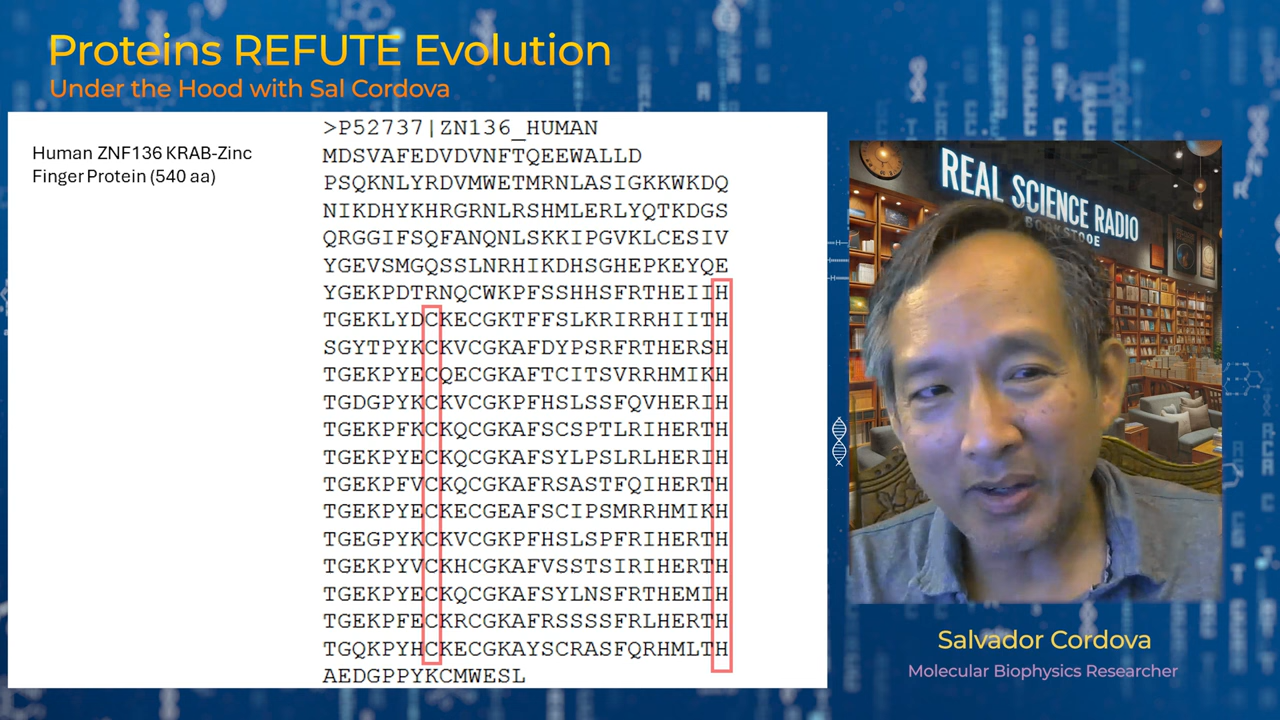 Proteins REFUTE Evolution
Under the Hood with Sal Cordova
Human ZNF136 KRAB-Zinc
Finger Protein (540 aa)
>P52737|ZN136_HUMAN
MDSVAFEDVDVNFTQEEWALLD
PSQKNLYRDVMWETMRNLASIGKKWKDQ
NIKDHYKHRGRNLRSHMLERLYQTKDGS
QRGGIFSQFANQNLSKKIPGVKLCESIV
YGEVSMGQSSLNRHIKDHSGHEPKEYQE
YGEKPDTRNQCWKPFSSHHSFRTHEIIH
TGEKLYDCKECGKTFFSLKRIRRHIITH
SGYTPYKCKVCGKAFDYPSRFRTHERSH
TGEKPYECQECGKAFTCITSVRRHMIKH
TGDGPYKCKVCGKPFHSLSSFQVHERIH
TGEKPFKCKQCGKAFSCSPTLRIHERTH
TGEKPYECKQCGKAFSYLPSLRLHERIH
TGEKPFVCKQCGKAFRSASTFQIHERTH
TGEKPYECKECGEAFSCIPSMRRHMIKH
TGEGPYKCKVCGKPFHSLSPFRIHERTH
TGEKPYVCKHCGKAFVSSTSIRIHERTH
TGEKPYECKQCGKAFSYLNSFRTHEMIH
TGEKPFECKRCGKAFRSSSSFRLHERTH
TGQKPYHCKECGKAYSCRASFQRHMLTH
AEDGPPYKCMWESL
REAL SCIENCE RADIO
BOOKSTOOE
Salvador Cordova
Molecular Biophysics Researcher